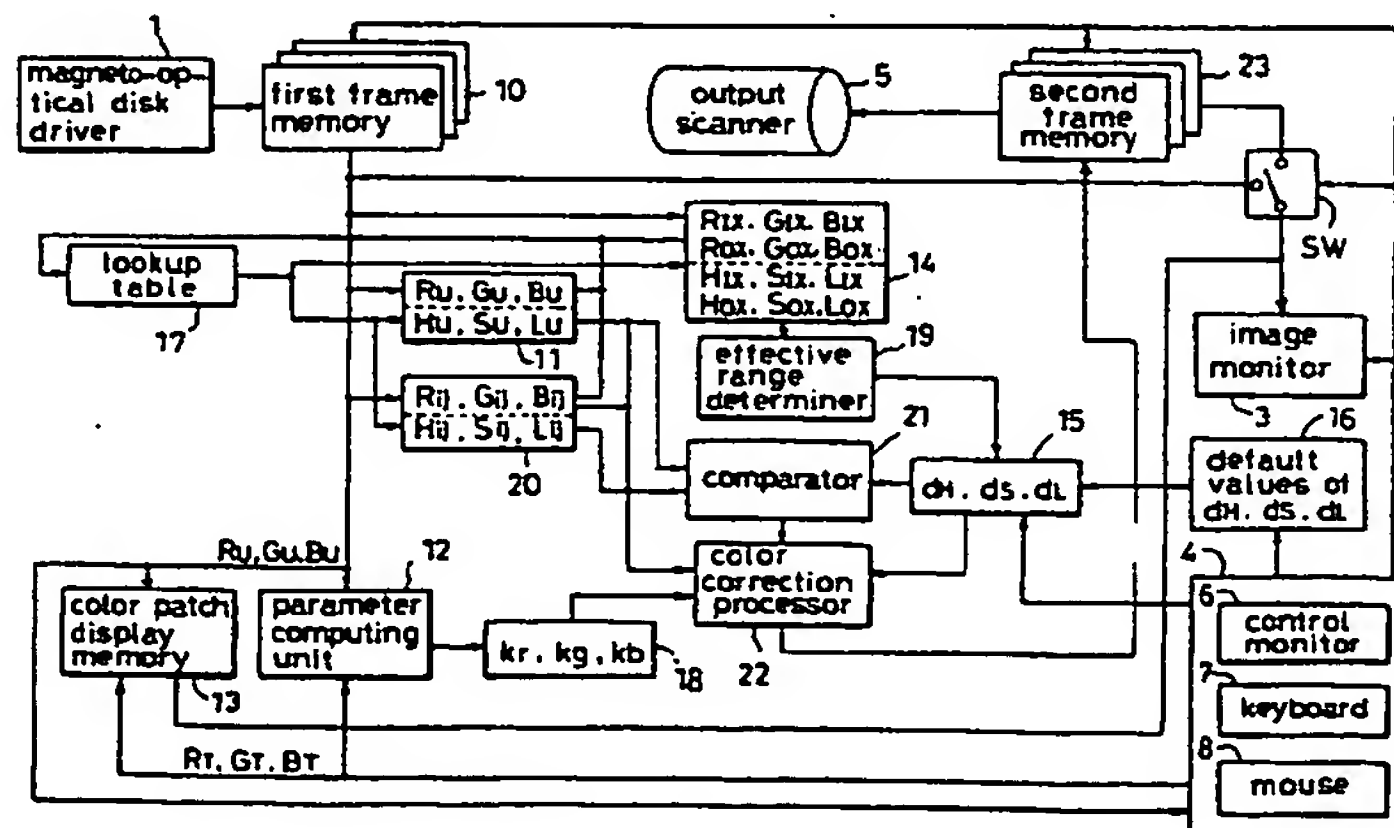 1
magneto-op-
tical disk
driver
first frame
memory
10
output
scanner
5
second
frame
memory
23
SW
lookup
table
17
RU. GU. BU
HU. SU. LU
11
RIX. GIX. BIX
ROX. GOX. BOX
HIX. SIX. LIX
HOX. SOX. LOX
14
image
monitor
3
effective
range
determiner
19
Rij. Gij. Bij
Hij. Sij. Lij
20
comparator
21
dH. dS. dL
15
default
values of
dH. dS. dL
16
RU,GU.BU
color patch
display
memory
13
parameter
computing
unit
12
kr. kg. kb
18
color
correction
processor
22
RT. GT. BT
4
6
control
monitor
7
keyboard
8
mouse